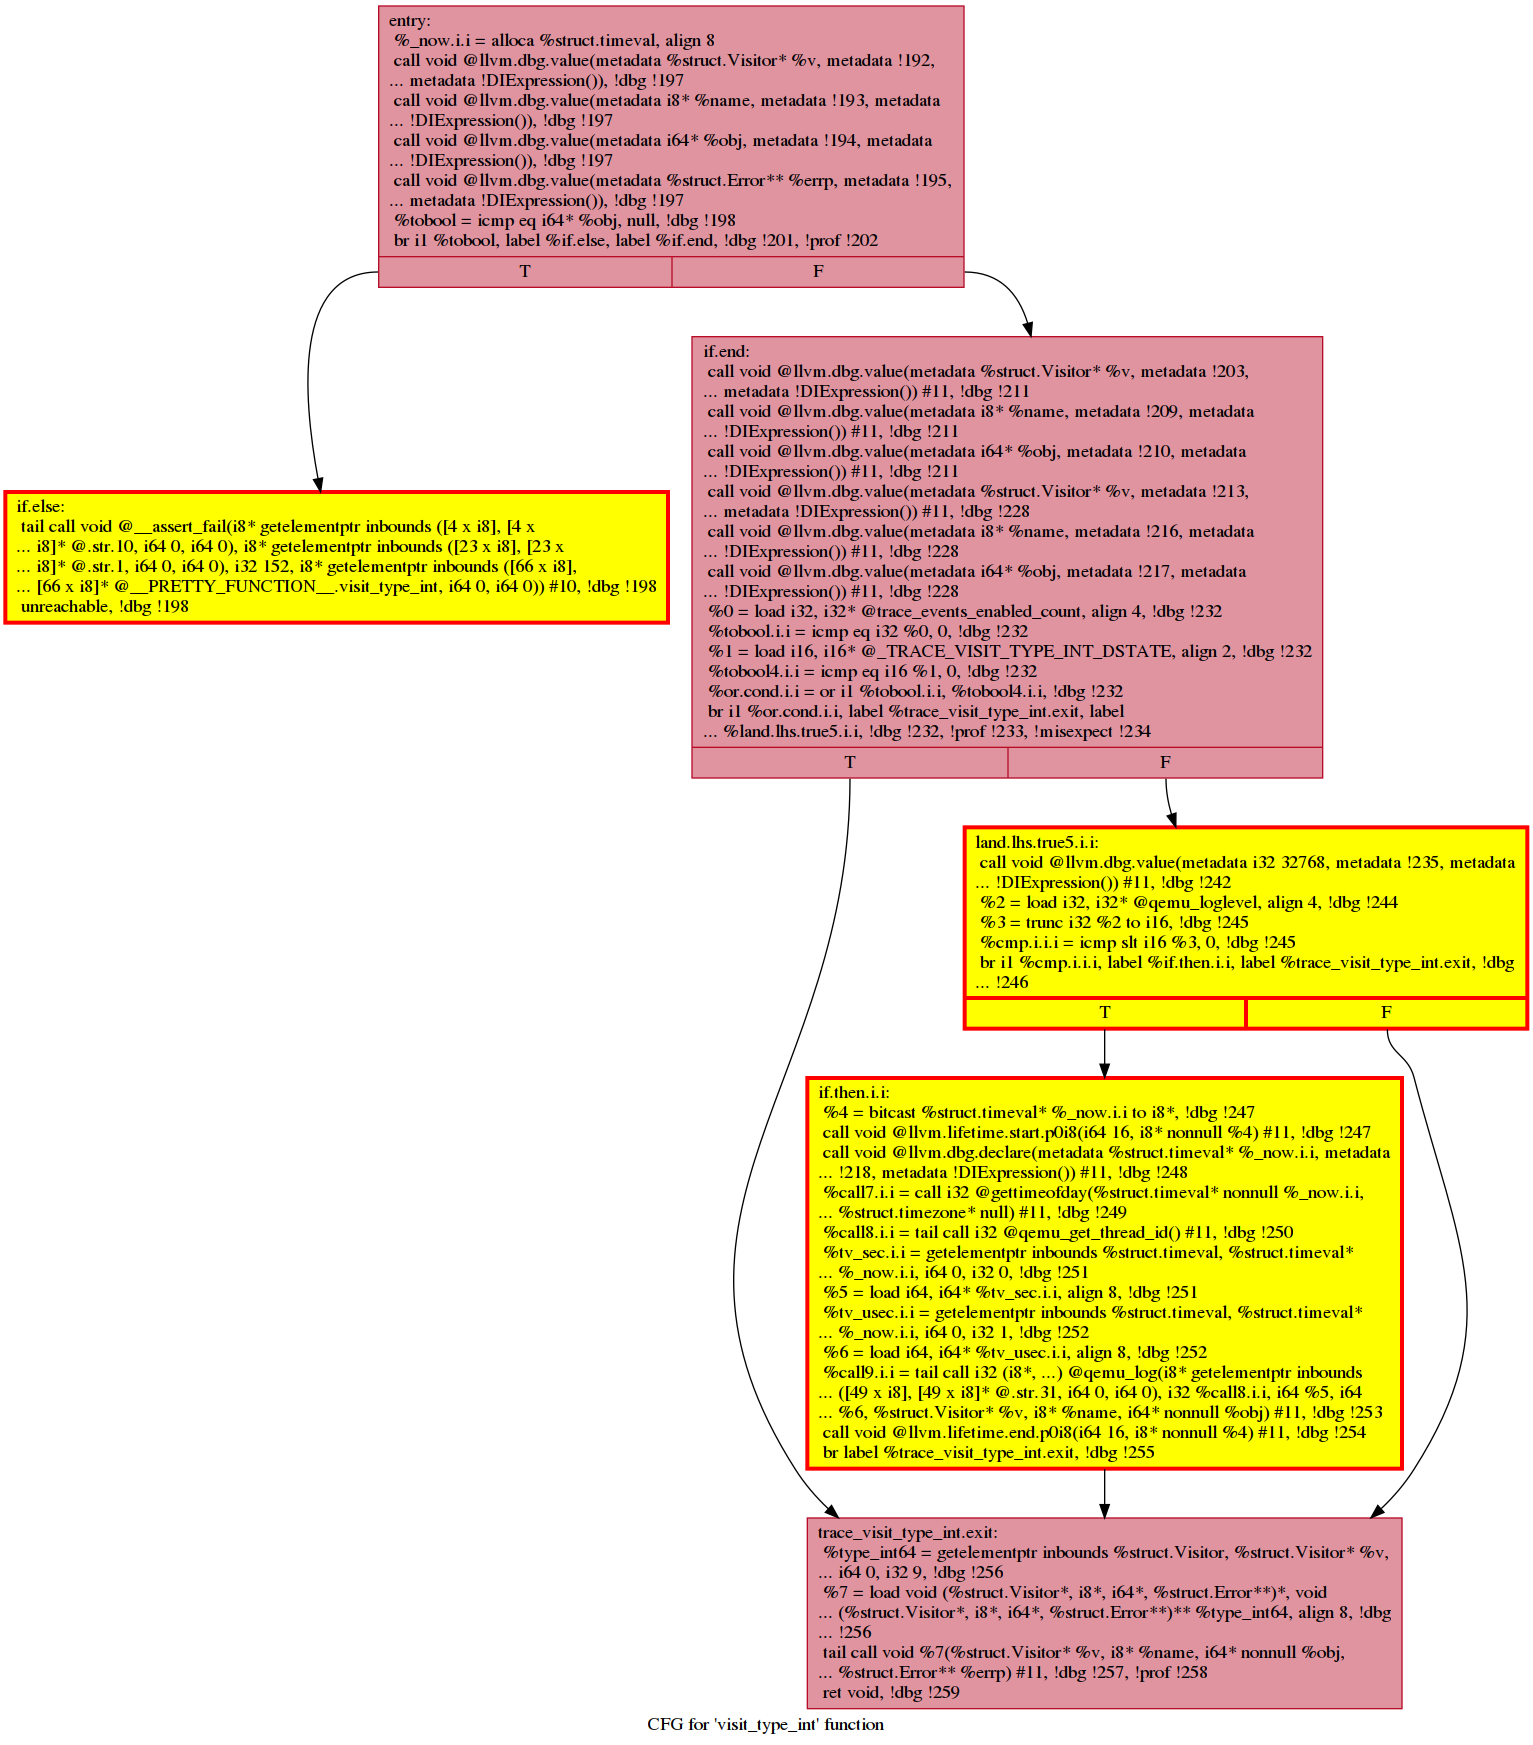 entry:
%_now.i.i = alloca %struct.timeval, align 8
call void @llvm.dbg.value(metadata %struct.Visitor* %v, metadata !192,
... metadata !DIExpression()), !dbg !197
call void @llvm.dbg.value(metadata i8* %name, metadata !193, metadata
... !DIExpression()), !dbg !197
call void @llvm.dbg.value(metadata i64* %obj, metadata !194, metadata
... !DIExpression()), !dbg !197
call void @llvm.dbg.value(metadata %struct.Error** %errp, metadata !195,
... metadata !DIExpression()), !dbg !197
%tobool = icmp eq i64* %obj, null, !dbg !198
br i1 %tobool, label %if.else, label %if.end, !dbg !201, !prof !202
T
F
if.end:
call void @llvm.dbg.value(metadata %struct.Visitor* %v, metadata !203,
... metadata !DIExpression()) #11, !dbg !211
call void @llvm.dbg.value(metadata i8* %name, metadata !209, metadata
... !DIExpression()) #11, !dbg !211
call void @llvm.dbg.value(metadata i64* %obj, metadata !210, metadata
... !DIExpression()) #11, !dbg !211
call void @llvm.dbg.value(metadata %struct.Visitor* %v, metadata !213,
... metadata !DIExpression()) #11, !dbg !228
call void @llvm.dbg.value(metadata i8* %name, metadata !216, metadata
... !DIExpression()) #11, !dbg !228
call void @llvm.dbg.value(metadata i64* %obj, metadata !217, metadata
... !DIExpression()) #11, !dbg !228
%0 = load i32, i32* @trace_events_enabled_count, align 4, !dbg !232
%tobool.i.i = icmp eq i32 %0, 0, !dbg !232
%1 = load i16, i16* @_TRACE_VISIT_TYPE_INT_DSTATE, align 2, !dbg !232
%tobool4.i.i = icmp eq i16 %1, 0, !dbg !232
%or.cond.i.i = or i1 %tobool.i.i, %tobool4.i.i, !dbg !232
br i1 %or.cond.i.i, label %trace_visit_type_int.exit, label
... %land.lhs.true5.i.i, !dbg !232, !prof !233, !misexpect !234
T
F
if.else:
tail call void @__assert_fail(i8* getelementptr inbounds ([4 x i8], [4 x
... i8]* @.str.10, i64 0, i64 0), i8* getelementptr inbounds ([23 x i8], [23 x
... i8]* @.str.1, i64 0, i64 0), i32 152, i8* getelementptr inbounds ([66 x i8],
... [66 x i8]* @__PRETTY_FUNCTION__.visit_type_int, i64 0, i64 0)) #10, !dbg !198
unreachable, !dbg !198
land.lhs.true5.i.i:
call void @llvm.dbg.value(metadata i32 32768, metadata !235, metadata
... !DIExpression()) #11, !dbg !242
%2 = load i32, i32* @qemu_loglevel, align 4, !dbg !244
%3 = trunc i32 %2 to i16, !dbg !245
%cmp.i.i.i = icmp slt i16 %3, 0, !dbg !245
br i1 %cmp.i.i.i, label %if.then.i.i, label %trace_visit_type_int.exit, !dbg
... !246
T
F
if.then.i.i:
%4 = bitcast %struct.timeval* %_now.i.i to i8*, !dbg !247
call void @llvm.lifetime.start.p0i8(i64 16, i8* nonnull %4) #11, !dbg !247
call void @llvm.dbg.declare(metadata %struct.timeval* %_now.i.i, metadata
... !218, metadata !DIExpression()) #11, !dbg !248
%call7.i.i = call i32 @gettimeofday(%struct.timeval* nonnull %_now.i.i,
... %struct.timezone* null) #11, !dbg !249
%call8.i.i = tail call i32 @qemu_get_thread_id() #11, !dbg !250
%tv_sec.i.i = getelementptr inbounds %struct.timeval, %struct.timeval*
... %_now.i.i, i64 0, i32 0, !dbg !251
%5 = load i64, i64* %tv_sec.i.i, align 8, !dbg !251
%tv_usec.i.i = getelementptr inbounds %struct.timeval, %struct.timeval*
... %_now.i.i, i64 0, i32 1, !dbg !252
%6 = load i64, i64* %tv_usec.i.i, align 8, !dbg !252
%call9.i.i = tail call i32 (i8*, ...) @qemu_log(i8* getelementptr inbounds
... ([49 x i8], [49 x i8]* @.str.31, i64 0, i64 0), i32 %call8.i.i, i64 %5, i64
... %6, %struct.Visitor* %v, i8* %name, i64* nonnull %obj) #11, !dbg !253
call void @llvm.lifetime.end.p0i8(i64 16, i8* nonnull %4) #11, !dbg !254
br label %trace_visit_type_int.exit, !dbg !255
trace_visit_type_int.exit:
%type_int64 = getelementptr inbounds %struct.Visitor, %struct.Visitor* %v,
... i64 0, i32 9, !dbg !256
%7 = load void (%struct.Visitor*, i8*, i64*, %struct.Error**)*, void
... (%struct.Visitor*, i8*, i64*, %struct.Error**)** %type_int64, align 8, !dbg
... !256
tail call void %7(%struct.Visitor* %v, i8* %name, i64* nonnull %obj,
... %struct.Error** %errp) #11, !dbg !257, !prof !258
ret void, !dbg !259
CFG for 'visit_type_int' function